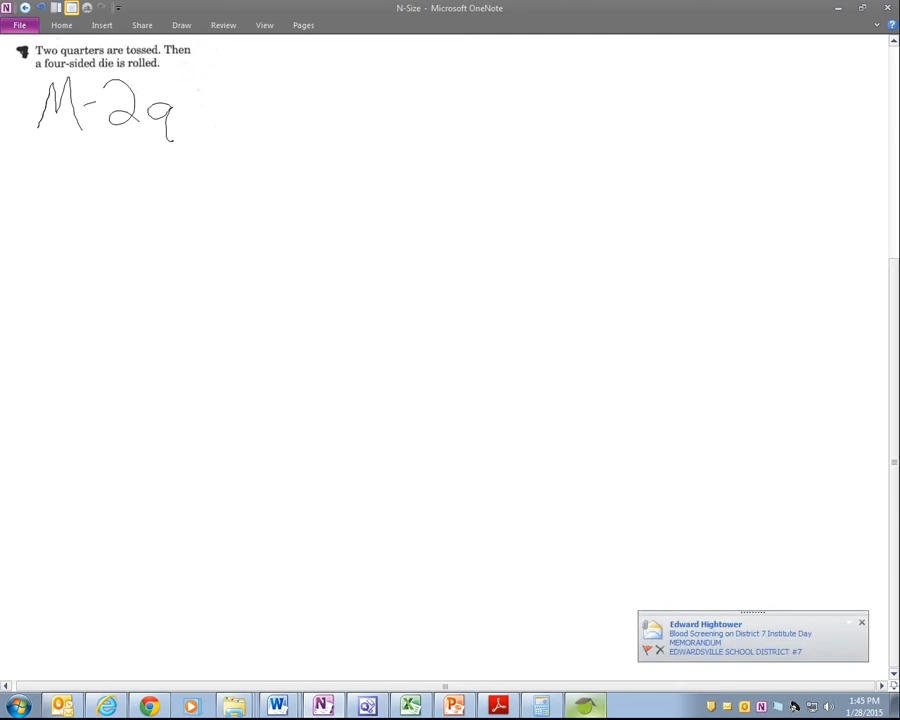 N-Size - Microsoft OneNote
File Home Insert Share Draw Review View Pages
Two quarters are tossed. Then
a four-sided die is rolled.
M-2q
Edward Hightower
Blood Screening on District 7 Institute Day
MEMORANDUM
EDWARDSVILLE SCHOOL DISTRICT #7
1:45 PM
1/28/2015